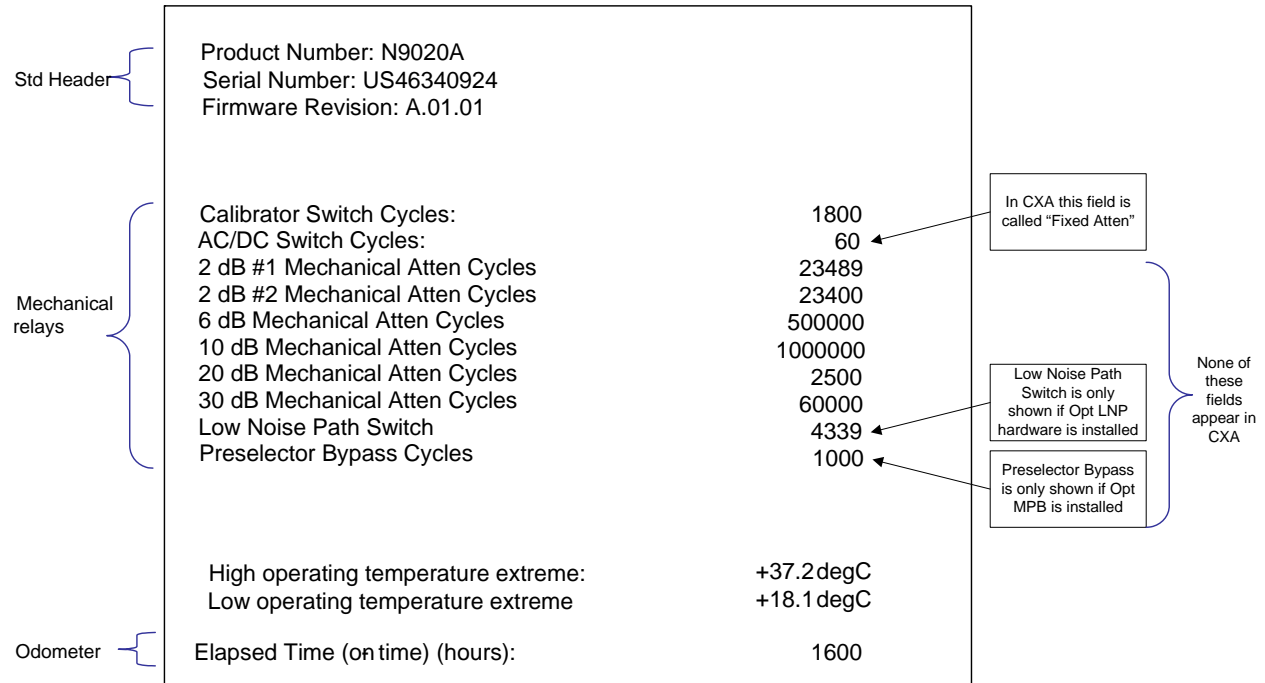 Std Header
Product Number: N9020A
Serial Number: US46340924
Firmware Revision: A.01.01
Mechanical
relays
Calibrator Switch Cycles: 1800
AC/DC Switch Cycles: 60
2 dB #1 Mechanical Atten Cycles 23489
2 dB #2 Mechanical Atten Cycles 23400
6 dB Mechanical Atten Cycles 500000
10 dB Mechanical Atten Cycles 1000000
20 dB Mechanical Atten Cycles 2500
30 dB Mechanical Atten Cycles 60000
Low Noise Path Switch 4339
Preselector Bypass Cycles 1000
In CXA this field is
called “Fixed Atten”
Low Noise Path
Switch is only
shown if Opt LNP
hardware is installed
Preselector Bypass
is only shown if Opt
MPB is installed
None of
these
fields
appear in
CXA
High operating temperature extreme: +37.2degC
Low operating temperature extreme +18.1degC
Odometer
Elapsed Time (on-time) (hours): 1600